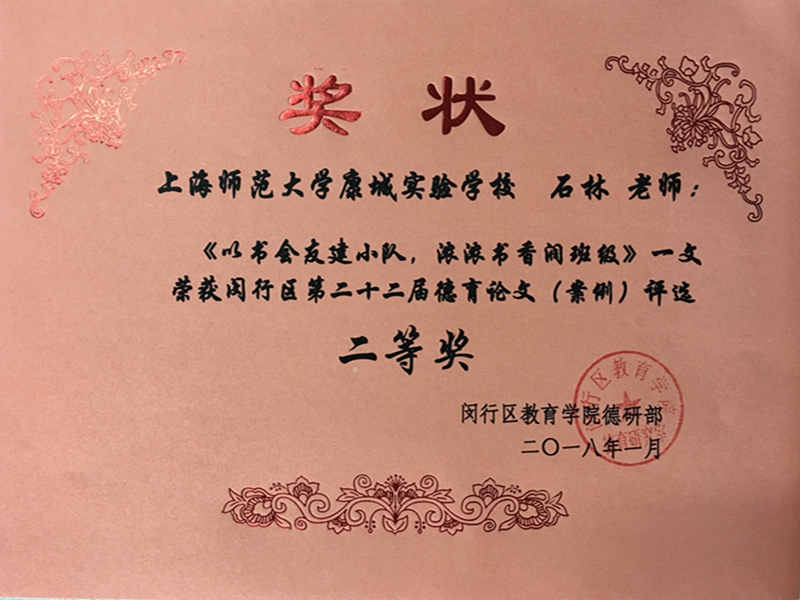 奖 状
上海师范大学康城实验学校 石林 老师：
《以书会友建小队，浓浓书香润班级》一文
荣获闵行区第二十二届德育论文（案例）评选
二等奖
闵行区教育学院德研部
二〇一八年一月
闵行区教育学院